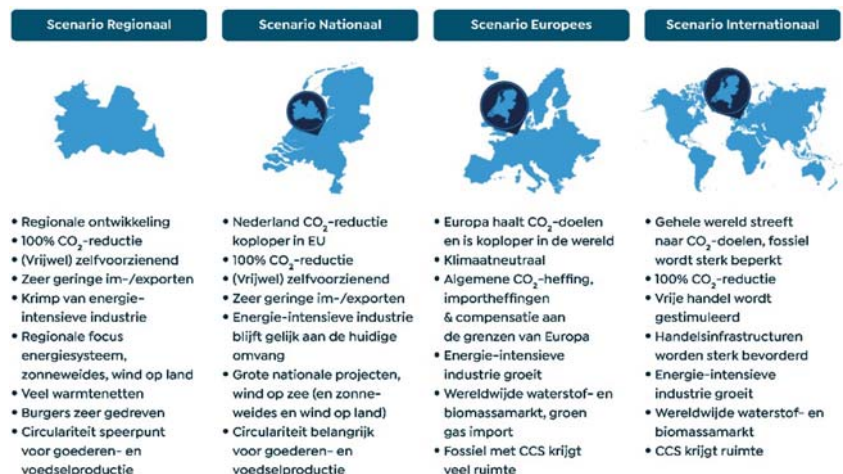 Scenario Regionaal
• Regionale ontwikkeling
• 100% CO₂-reductie
• (Vrijwel) zelfvoorzienend
• Zeer geringe im-/exporten
• Krimp van energie-
intensieve industrie
• Regionale focus
energiesysteem,
zonneweides, wind op land
• Veel warmtenetten
• Burgers zeer gedreven
• Circulariteit speerpunt
voor goederen- en
voedselproductie
Scenario Nationaal
• Nederland CO₂-reductie
koploper in EU
• 100% CO₂-reductie
• (Vrijwel) zelfvoorzienend
• Zeer geringe im-/exporten
• Energie-intensieve industrie
blijft gelijk aan de huidige
omvang
• Grote nationale projecten,
wind op zee (en zonne-
weides en wind op land)
• Circulariteit belangrijk
voor goederen- en
voedselproductie
Scenario Europees
• Europa haalt CO₂-doelen
en is koploper in de wereld
• Klimaatneutraal
• Algemene CO₂-heffing,
importheffingen
& compensatie aan
de grenzen van Europa
• Energie-intensieve
industrie groeit
• Wereldwijde waterstof- en
biomassamarkt, groen
gas import
• Fossiel met CCS krijgt
veel ruimte
Scenario Internationaal
• Gehele wereld streeft
naar CO₂-doelen, fossiel
wordt sterk beperkt
• 100% CO₂-reductie
• Vrije handel wordt
gestimuleerd
• Handelsinfrastructuren
worden sterk bevorderd
• Energie-intensieve
industrie groeit
• Wereldwijde waterstof- en
biomassamarkt
• CCS krijgt ruimte